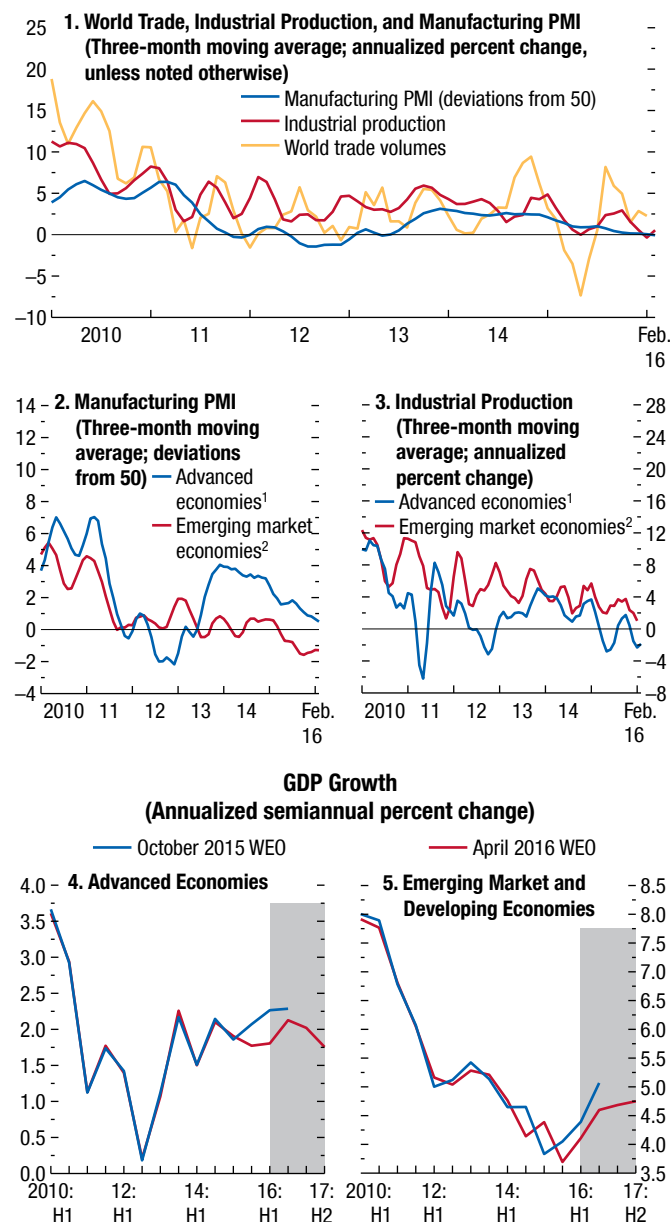 1. World Trade, Industrial Production, and Manufacturing PMI
(Three-month moving average; annualized percent change,
unless noted otherwise)
Manufacturing PMI (deviations from 50)
Industrial production
World trade volumes
25
20
15
10
5
0
–5
–10
2010 11 12 13 14 Feb.
16
2. Manufacturing PMI
(Three-month moving
average; deviations
from 50)
Advanced
economies¹
Emerging market
economies²
14
12
10
8
6
4
2
0
–2
–4
2010 11 12 13 14 Feb.
16
3. Industrial Production
(Three-month moving
average; annualized
percent change)
Advanced economies¹
Emerging market economies²
28
24
20
16
12
8
4
0
–4
–8
2010 11 12 13 14 Feb.
16
GDP Growth
(Annualized semiannual percent change)
October 2015 WEO April 2016 WEO
4. Advanced Economies
4.0
3.5
3.0
2.5
2.0
1.5
1.0
0.5
0.0
2010: 12: 14: 16: 17:
H1 H1 H1 H1 H2
5. Emerging Market and
Developing Economies
8.5
8.0
7.5
7.0
6.5
6.0
5.5
5.0
4.5
4.0
3.5
2010: 12: 14: 16: 17:
H1 H1 H1 H1 H2